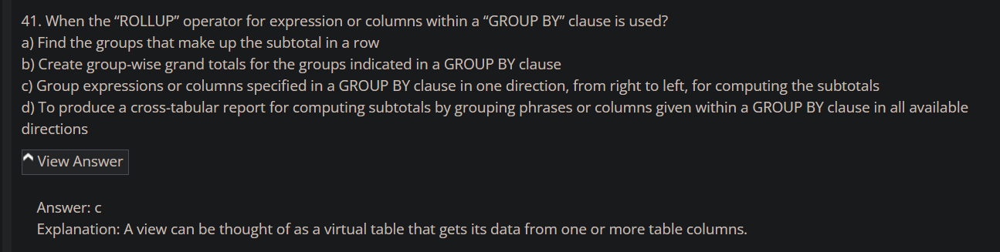 41. When the “ROLLUP” operator for expression or columns within a “GROUP BY” clause is used?
a) Find the groups that make up the subtotal in a row
b) Create group-wise grand totals for the groups indicated in a GROUP BY clause
c) Group expressions or columns specified in a GROUP BY clause in one direction, from right to left, for computing the subtotals
d) To produce a cross-tabular report for computing subtotals by grouping phrases or columns given within a GROUP BY clause in all available
directions
View Answer
Answer: c
Explanation: A view can be thought of as a virtual table that gets its data from one or more table columns.